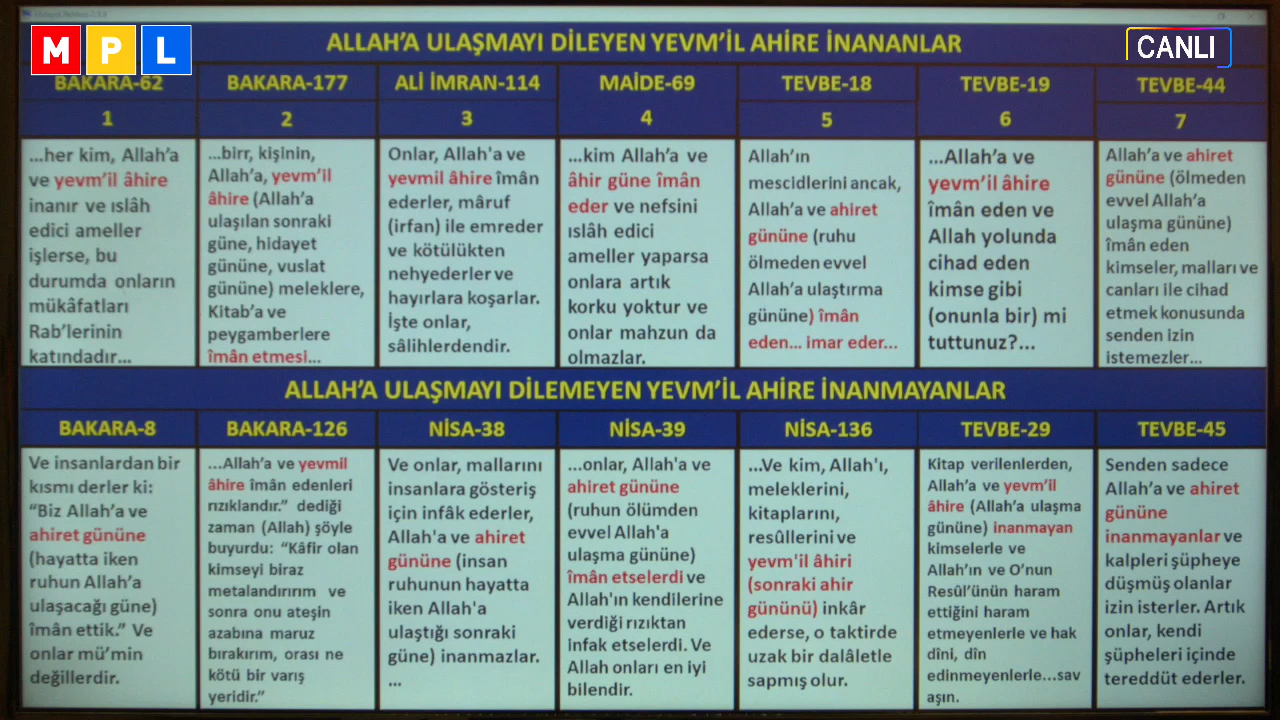 MPL
CANLI
ALLAH’A ULAŞMAYI DİLEYEN YEVM’İL AHİRE İNANANLAR
BAKARA-62
1
…her kim, Allah’a
ve yevm’il âhire
inanır ve ıslâh
edici ameller
işlerse, bu
durumda onların
mükâfatları
Rab’lerinin
katındadır…
BAKARA-177
2
…birr, kişinin,
Allah’a, yevm’il
âhire (Allah’a
ulaşılan sonraki
güne, hidayet
gününe, vuslat
gününe) meleklere,
Kitab’a ve
peygamberlere
îmân etmesi…
ALİ İMRAN-114
3
Onlar, Allah'a ve
yevmil âhire îmân
ederler, mâruf
(irfan) ile emreder
ve kötülükten
nehyederler ve
hayırlara koşarlar.
İşte onlar,
sâlihlerdendir.
MAİDE-69
4
…kim Allah’a ve
âhir güne îmân
eder ve nefsini
ıslâh edici
ameller yaparsa
onlara artık
korku yoktur ve
onlar mahzun da
olmazlar.
TEVBE-18
5
Allah’ın
mescidlerini ancak,
Allah’a ve ahiret
gününe (ruhu
ölmeden evvel
Allah’a ulaştırma
gününe) îmân
eden… imar eder…
TEVBE-19
6
…Allah’a ve
yevm’il âhire
îmân eden ve
Allah yolunda
cihad eden
kimse gibi
(onunla bir) mi
tuttunuz?…
TEVBE-44
7
Allah’a ve ahiret
gününe (ölmeden
evvel Allah’a
ulaşma gününe)
îmân eden
kimseler, malları ve
canları ile cihad
etmek konusunda
senden izin
istemezler…
ALLAH’A ULAŞMAYI DİLEMEYEN YEVM’İL AHİRE İNANMAYANLAR
BAKARA-8
Ve insanlardan bir
kısmı derler ki:
“Biz Allah’a ve
ahiret gününe
(hayatta iken
ruhun Allah’a
ulaşacağı güne)
îmân ettik.” Ve
onlar mü’min
değillerdir.
BAKARA-126
…Allah’a ve yevmil
âhire îmân edenleri
rızıklandır.” dediği
zaman (Allah) şöyle
buyurdu: “Kâfir olan
kimseyi biraz
metalandırırım ve
sonra onu ateşin
azabına maruz
bırakırım, orası ne
kötü bir varış
yeridir.”
NİSA-38
Ve onlar, mallarını
insanlara gösteriş
için infâk ederler,
Allah'a ve ahiret
gününe (insan
ruhunun hayatta
iken Allah'a
ulaştığı sonraki
güne) inanmazlar.
…
NİSA-39
…onlar, Allah'a ve
ahiret gününe
(ruhun ölümden
evvel Allah'a
ulaşma gününe)
îmân etselerdi ve
Allah'ın kendilerine
verdiği rızıktan
infak etselerdi. Ve
Allah onları en iyi
bilendir.
NİSA-136
…Ve kim, Allah'ı,
meleklerini,
kitaplarını,
resûllerini ve
yevm'il âhiri
(sonraki ahir
gününü) inkâr
ederse, o taktirde
uzak bir dalâletle
sapmış olur.
TEVBE-29
Kitap verilenlerden,
Allah’a ve yevm’il
âhire (Allah’a ulaşma
gününe) inanmayan
kimselerle ve
Allah’ın ve O’nun
Resûl’ünün haram
ettiğini haram
etmeyenlerle ve hak
dîni, dîn
edinmeyenlerle…sav
aşın.
TEVBE-45
Senden sadece
Allah’a ve ahiret
gününe
inanmayanlar ve
kalpleri şüpheye
düşmüş olanlar
izin isterler. Artık
onlar, kendi
şüpheleri içinde
tereddüt ederler.